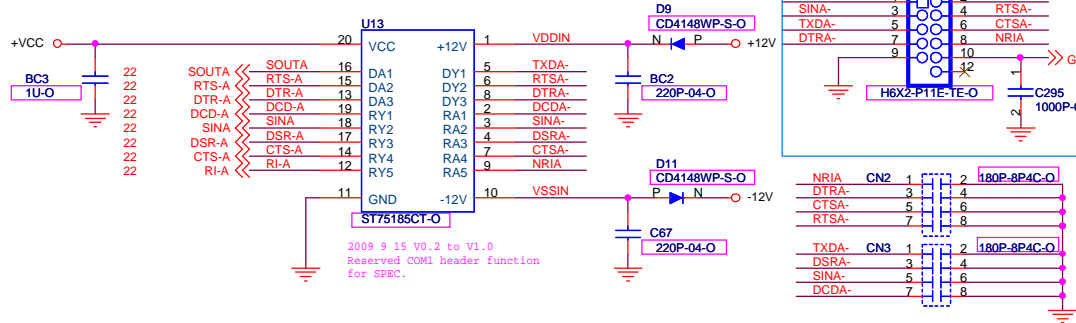 U13
D9
CD4148WP-S-O
+VCC
20 VCC +12V 1 VDDIN N P +12V
BC3
1U-O
22 SOUTA SOUTA 16 DA1 DY1 5 TXDA-
22 RTS-A RTS-A 15 DA2 DY2 6 RTSA-
22 DTR-A DTR-A 13 DA3 DY3 8 DTRA-
22 DCD-A DCD-A 19 RY1 RA1 2 DCDA-
22 SINA SINA 18 RY2 RA2 3 SINA-
22 DSR-A DSR-A 17 RY3 RA3 4 DSRA-
22 CTS-A CTS-A 14 RY4 RA4 7 CTSA-
22 RI-A RI-A 12 RY5 RA5 9 NRIA
BC2
220P-04-O
11 GND -12V 10 VSSIN
D11
CD4148WP-S-O
P N -12V
ST75185CT-O
C67
220P-04-O
2009 9 15 V0.2 to V1.0
Reserved COM1 header function
for SPEC.
SINA- 3 4 RTSA-
TXDA- 5 6 CTSA-
DTRA- 7 8 NRIA
9 10 G
12
H6X2-P11E-TE-O
1 C295
1000P-
2
NRIA CN2 1 2 180P-8P4C-O
DTRA- 3 4
CTSA- 5 6
RTSA- 7 8
TXDA- CN3 1 2 180P-8P4C-O
DSRA- 3 4
SINA- 5 6
DCDA- 7 8